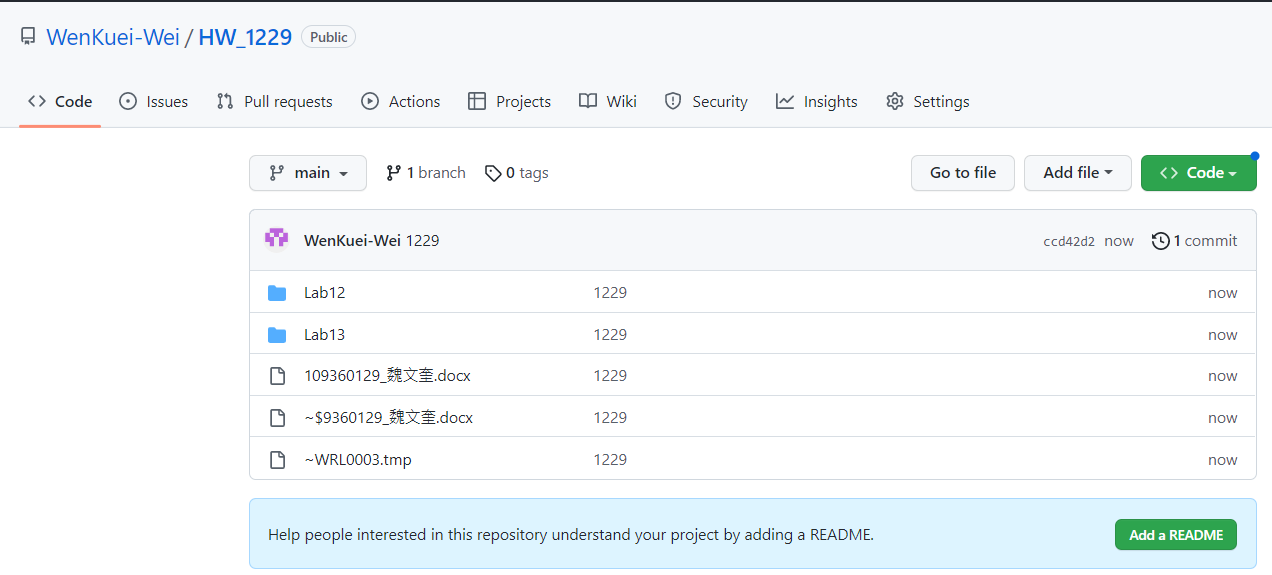 WenKuei-Wei / HW_1229 Public
Code Issues Pull requests Actions Projects Wiki Security Insights Settings
main 1 branch 0 tags Go to file Add file Code
WenKuei-Wei 1229 ccd42d2 now 1 commit
Lab12 1229 now
Lab13 1229 now
109360129_魏文奎.docx 1229 now
~$9360129_魏文奎.docx 1229 now
~WRL0003.tmp 1229 now
Help people interested in this repository understand your project by adding a README. Add a README